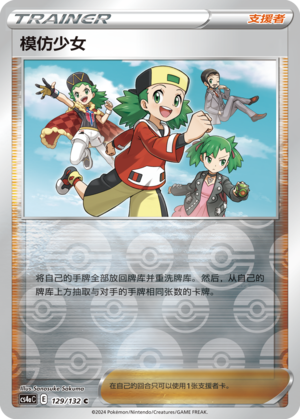 TRAINER
支援者
模仿少女
将自己的手牌全部放回牌库并重洗牌库。然后，从自己的
牌库上方抽取与对手的手牌相同张数的卡牌。
Illus. Sanosuke Sakuma
CS4aC E 129/132 C
在自己的回合只可以使用1张支援者卡。
©2024 Pokémon/Nintendo/Creatures/GAME FREAK.